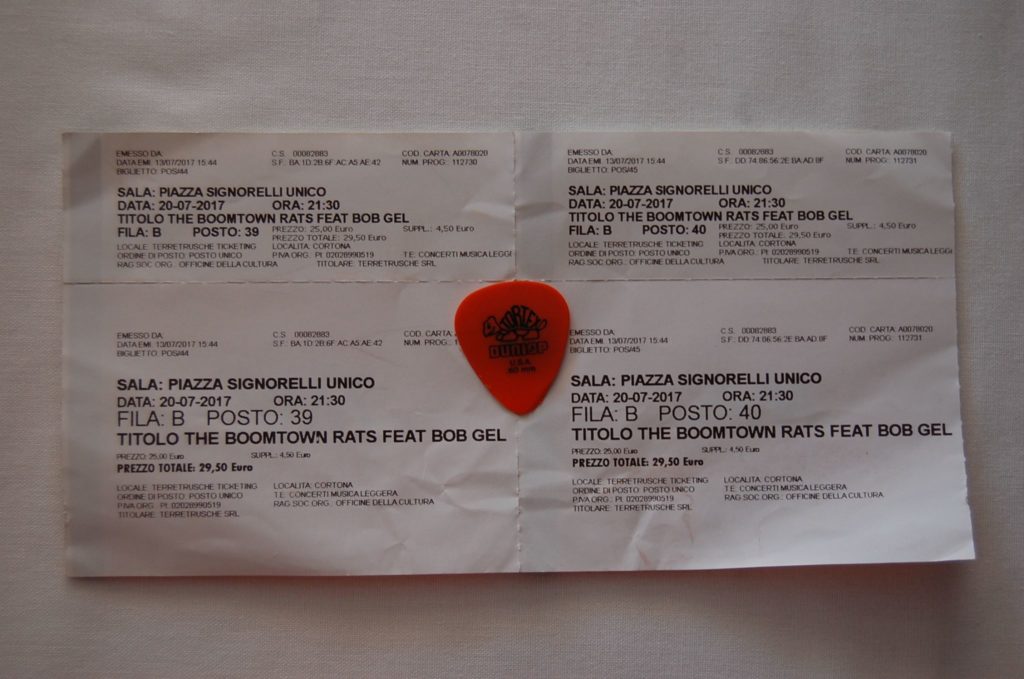 EMESSO DA: C.S. 00082883 COD. CARTA: A0078020
DATA EMI. 13/07/2017 15:44 S.F. BA 1D 2B 6F AC A5 AE 42 NUM. PROG.: 112730
BIGLIETTO: POS/44
SALA: PIAZZA SIGNORELLI UNICO
DATA: 20-07-2017 ORA: 21:30
TITOLO THE BOOMTOWN RATS FEAT BOB GEL
FILA: B POSTO: 39 PREZZO: 25,00 Euro SUPPL.: 4,50 Euro
PREZZO TOTALE: 29,50 Euro
LOCALE: TERRETRUSCHE TICKETING LOCALITA: CORTONA
ORDINE DI POSTO: POSTO UNICO P.IVA ORG.: PI: 02028990519 T.E: CONCERTI MUSICA LEGGI
RAG.SOC.ORG.: OFFICINE DELLA CULTURA TITOLARE: TERRETRUSCHE SRL
EMESSO DA: C.S. 00082883 COD. CARTA: A0078020
DATA EMI. 13/07/2017 15:44 S.F. DD 74 86 56 2E BA AD 8F NUM. PROG.: 112731
BIGLIETTO: POS/45
SALA: PIAZZA SIGNORELLI UNICO
DATA: 20-07-2017 ORA: 21:30
TITOLO THE BOOMTOWN RATS FEAT BOB GEL
FILA: B POSTO: 40 PREZZO: 25,00 Euro SUPPL.: 4,50 Euro
PREZZO TOTALE: 29,50 Euro
LOCALE: TERRETRUSCHE TICKETING LOCALITA: CORTONA
ORDINE DI POSTO: POSTO UNICO P.IVA ORG.: PI: 02028990519 T.E: CONCERTI MUSICA LEGGI
RAG.SOC.ORG.: OFFICINE DELLA CULTURA TITOLARE: TERRETRUSCHE SRL
EMESSO DA: C.S. 00082883 COD. CARTA:
DATA EMI. 13/07/2017 15:44 S.F. BA 1D 2B 6F AC A5 AE 42 NUM. PROG.: 1
BIGLIETTO: POS/44
SALA: PIAZZA SIGNORELLI UNICO
DATA: 20-07-2017 ORA: 21:30
FILA: B POSTO: 39
TITOLO THE BOOMTOWN RATS FEAT BOB GEL
PREZZO: 25,00 Euro SUPPL.: 4,50 Euro
PREZZO TOTALE: 29,50 Euro
LOCALE: TERRETRUSCHE TICKETING LOCALITA: CORTONA
ORDINE DI POSTO: POSTO UNICO T.E: CONCERTI MUSICA LEGGERA
P.IVA ORG.: PI: 02028990519 RAG.SOC.ORG.: OFFICINE DELLA CULTURA
TITOLARE: TERRETRUSCHE SRL
TORTEX
DUNLOP
U.S.A
.60 mm
EMESSO DA: C.S. 00082883 COD. CARTA: A0078020
13/07/2017 15:44 S.F. DD 74 86 56 2E BA AD 8F NUM. PROG.: 112731
BIGLIETTO: POS/45
SALA: PIAZZA SIGNORELLI UNICO
DATA: 20-07-2017 ORA: 21:30
FILA: B POSTO: 40
TITOLO THE BOOMTOWN RATS FEAT BOB GEL
PREZZO: 25,00 Euro SUPPL.: 4,50 Euro
PREZZO TOTALE: 29,50 Euro
LOCALE: TERRETRUSCHE TICKETING LOCALITA: CORTONA
ORDINE DI POSTO: POSTO UNICO T.E: CONCERTI MUSICA LEGGERA
P.IVA ORG.: PI: 02028990519 RAG.SOC.ORG.: OFFICINE DELLA CULTURA
TITOLARE: TERRETRUSCHE SRL